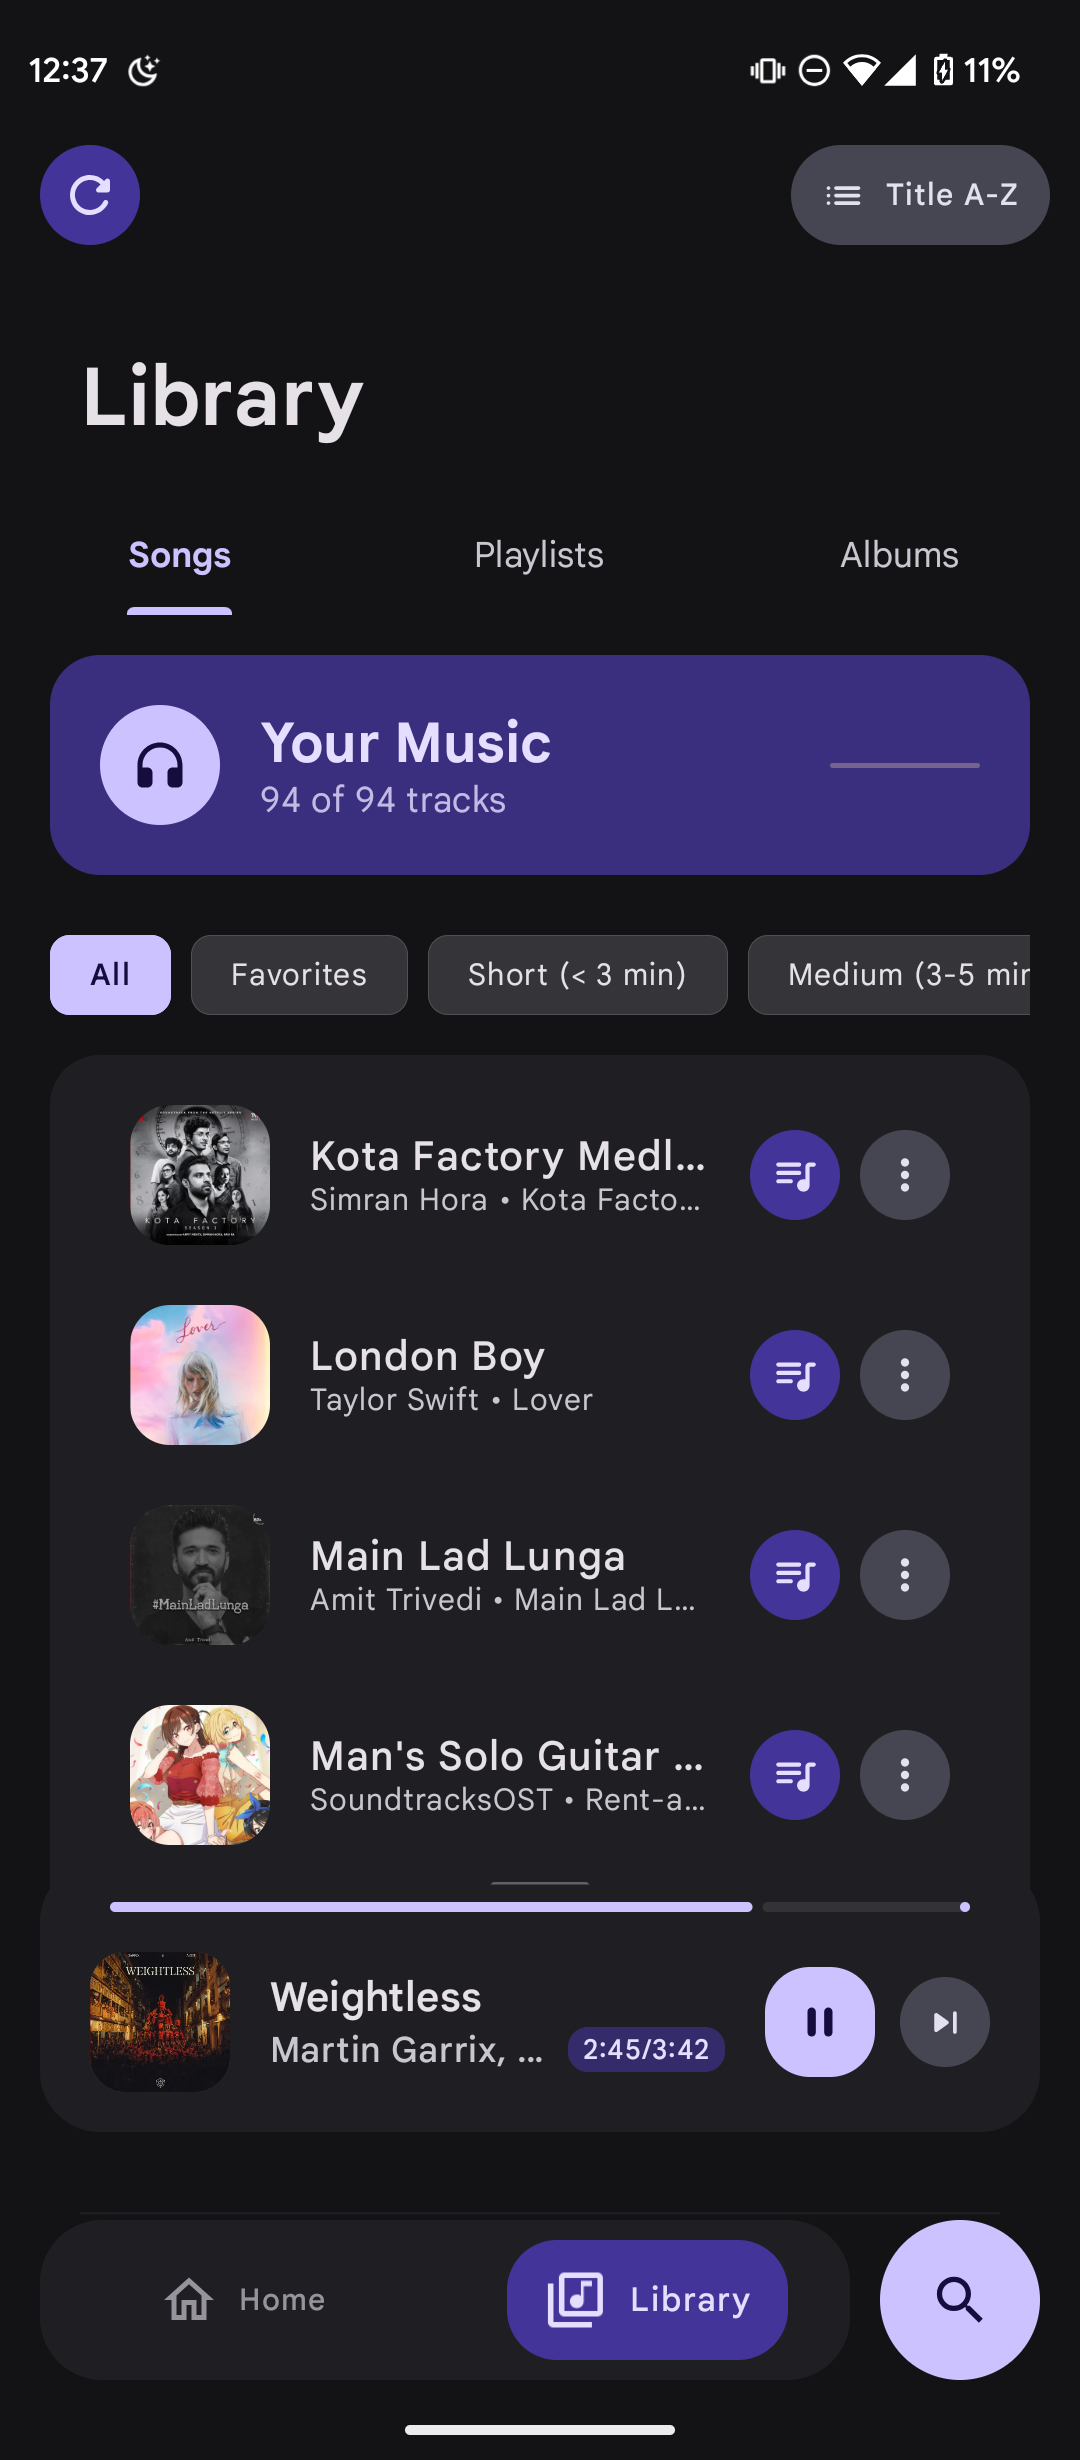 12:37
11%
Title A-Z
Library
Songs
Playlists
Albums
Your Music
94 of 94 tracks
All
Favorites
Short (< 3 min)
Medium (3-5 mir
KOTA FACTORY
Kota Factory Medl...
Simran Hora • Kota Facto...
Lover
London Boy
Taylor Swift • Lover
#MainLadLunga
Main Lad Lunga
Amit Trivedi • Main Lad L...
Man's Solo Guitar ...
SoundtracksOST • Rent-a...
WEIGHTLESS
Weightless
Martin Garrix, ...
2:45/3:42
Home
Library